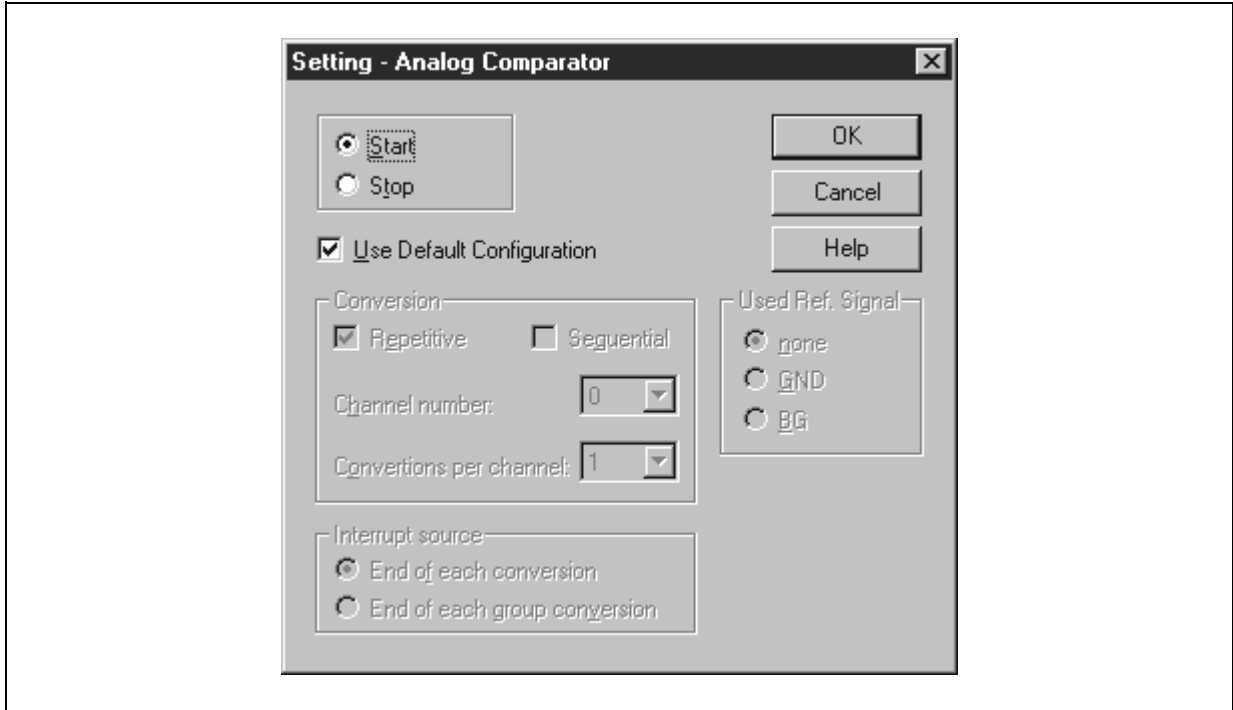 Setting - Analog Comparator
Start
Stop
OK
Cancel
Help
Use Default Configuration
Conversion
Repetitive
Seguential
Channel number:
0
Convertions per channel:
1
Used Ref. Signal
none
GND
BG
Interrupt source
End of each conversion
End of each group conversion